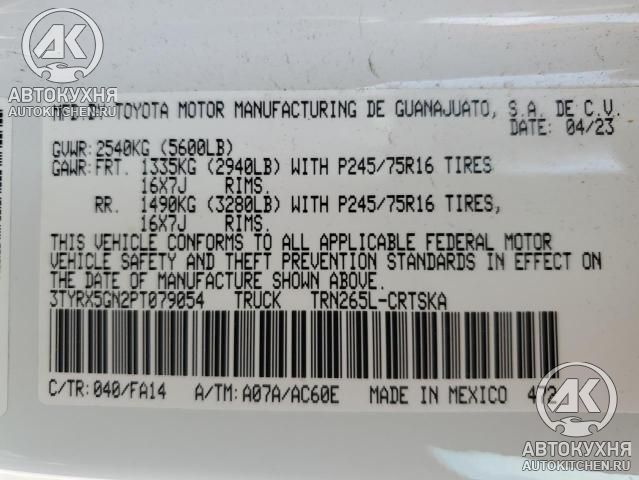 АК
АВТОКУХНЯ
AUTOKITCHEN.RU
MFD. BY TOYOTA MOTOR MANUFACTURING DE GUANAJUATO, S.A. DE C.V.
DATE: 04/23
GVWR: 2540KG (5600LB)
GAWR: FRT. 1335KG (2940LB) WITH P245/75R16 TIRES
16X7J RIMS.
RR. 1490KG (3280LB) WITH P245/75R16 TIRES,
16X7J RIMS.
THIS VEHICLE CONFORMS TO ALL APPLICABLE FEDERAL MOTOR
VEHICLE SAFETY AND THEFT PREVENTION STANDARDS IN EFFECT ON
THE DATE OF MANUFACTURE SHOWN ABOVE.
3TYRX5GN2PT079054 TRUCK TRN265L-CRTSKA
C/TR: 040/FA14 A/TM: A07A/AC60E MADE IN MEXICO 472
АК
АВТОКУХНЯ
AUTOKITCHEN.RU